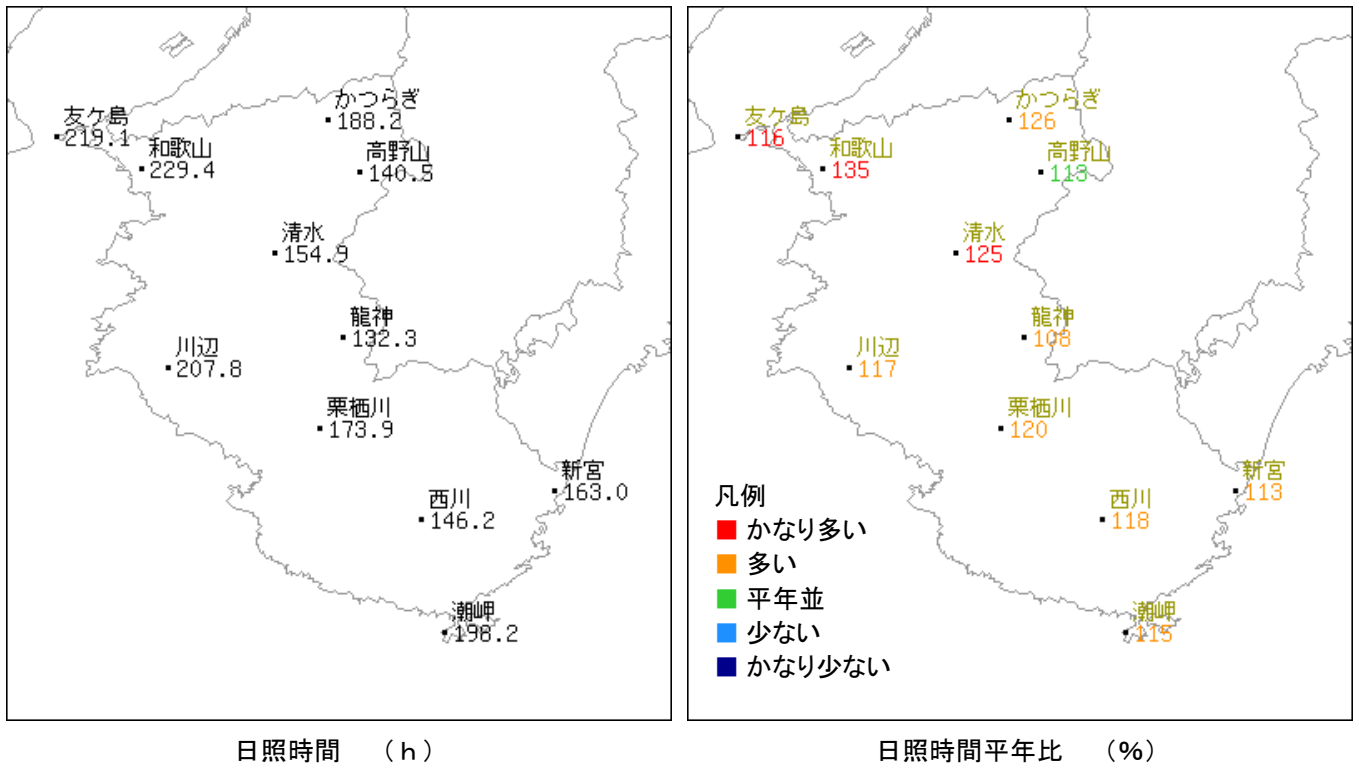 友ケ島
219.1
和歌山
229.4
かつらぎ
188.2
高野山
140.5
清水
154.9
龍神
132.3
川辺
207.8
栗栖川
173.9
新宮
163.0
西川
146.2
潮岬
198.2
日照時間 (h)
友ケ島
116
和歌山
135
かつらぎ
126
高野山
113
清水
125
龍神
108
川辺
117
栗栖川
120
新宮
113
西川
118
潮岬
115
凡例
かなり多い
多い
平年並
少ない
かなり少ない
日照時間平年比 (%)